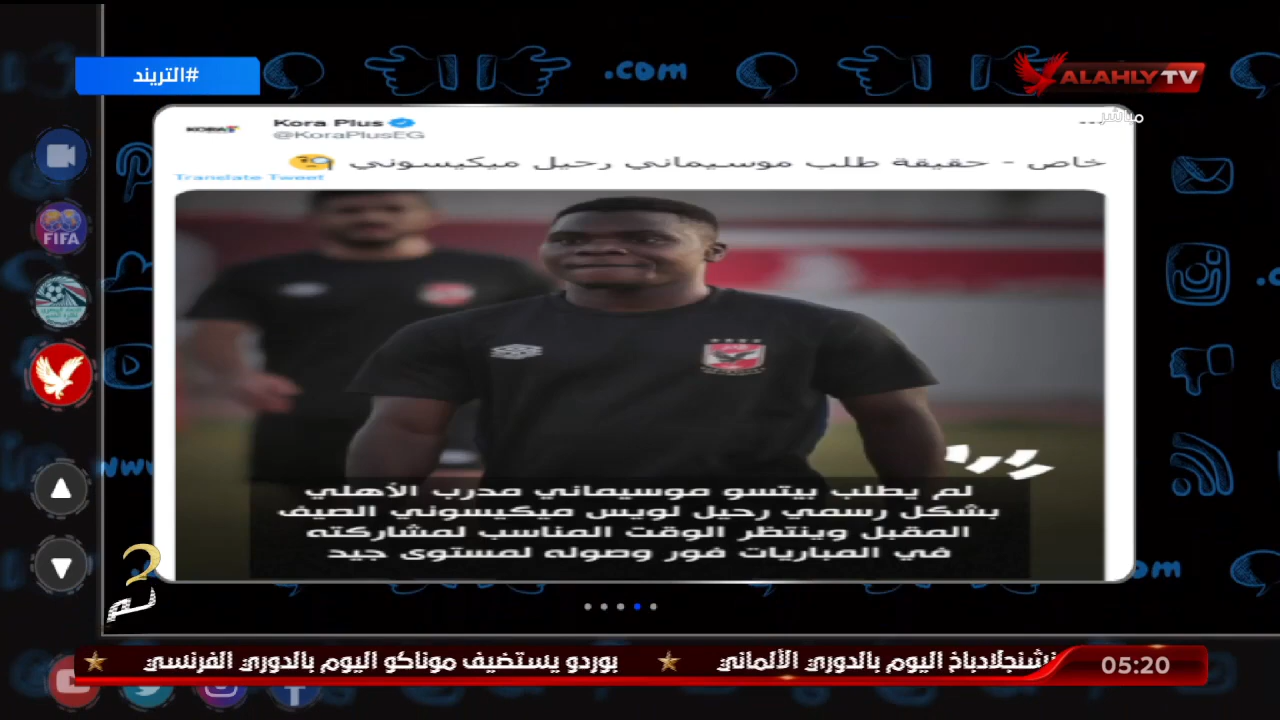 #التريند
ALAHLY TV
مباشر
.com
Kora Plus
@KoraPlusEG
خاص - حقيقة طلب موسيماني رحيل ميكيسوني
Translate Tweet
FIFA
لم يطلب بيتسو موسيماني مدرب الأهلي
بشكل رسمي رحيل لويس ميكيسوني الصيف
المقبل وينتظر الوقت المناسب لمشاركته
في المباريات فور وصوله لمستوى جيد
بالدوري الألماني اليوم
بوردو يستضيف موناكو اليوم بالدوري الفرنسي
05:20